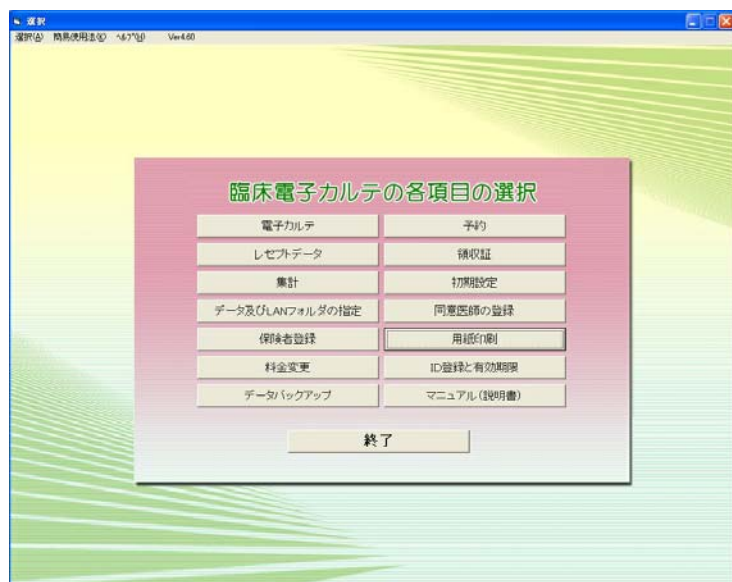 選択
選択(A) 簡易使用法(K) ヘルプ(H) Ver4.60
臨床電子カルテの各項目の選択
電子カルテ 予約
レセプトデータ 領収証
集計 初期設定
データ及びLANフォルダの指定 同意医師の登録
保険者登録 用紙印刷
料金変更 ID登録と有効期限
データバックアップ マニュアル(説明書)
終了